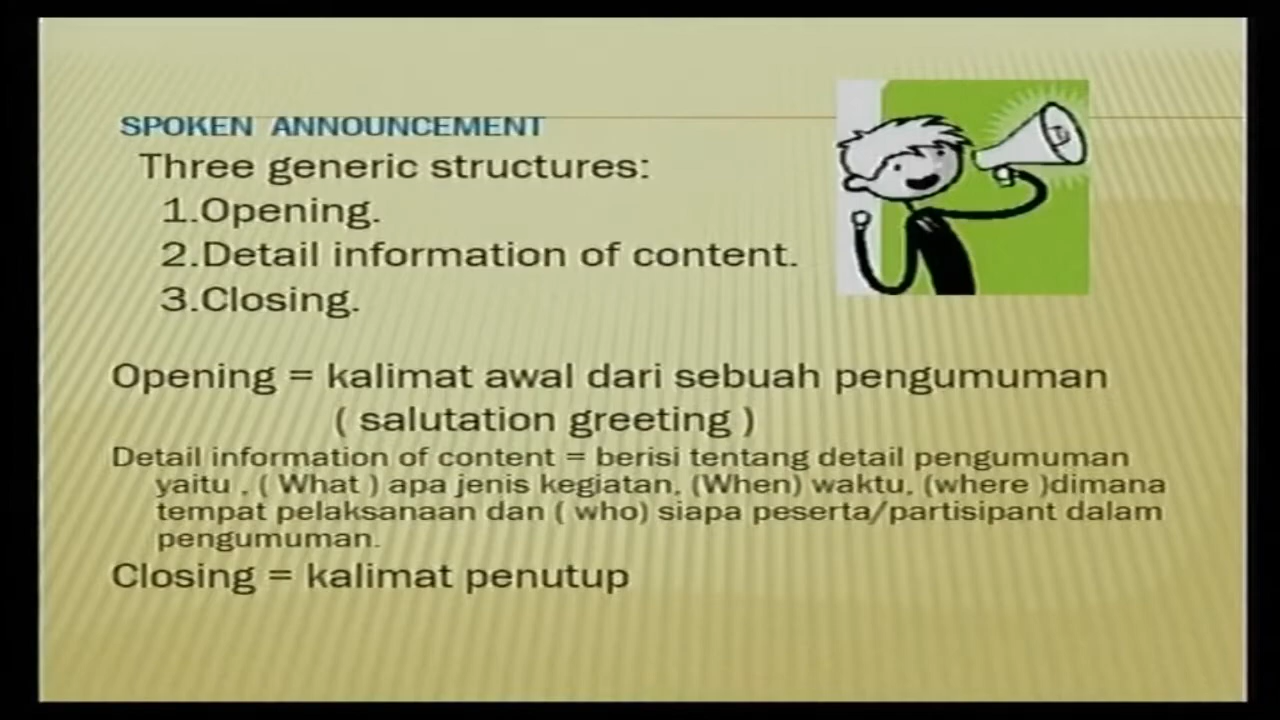 SPOKEN ANNOUNCEMENT
Three generic structures:
1.Opening.
2.Detail information of content.
3.Closing.
Opening = kalimat awal dari sebuah pengumuman
( salutation greeting )
Detail information of content = berisi tentang detail pengumuman
yaitu , ( What ) apa jenis kegiatan, (When) waktu, (where )dimana
tempat pelaksanaan dan ( who) siapa peserta/partisipant dalam
pengumuman.
Closing = kalimat penutup